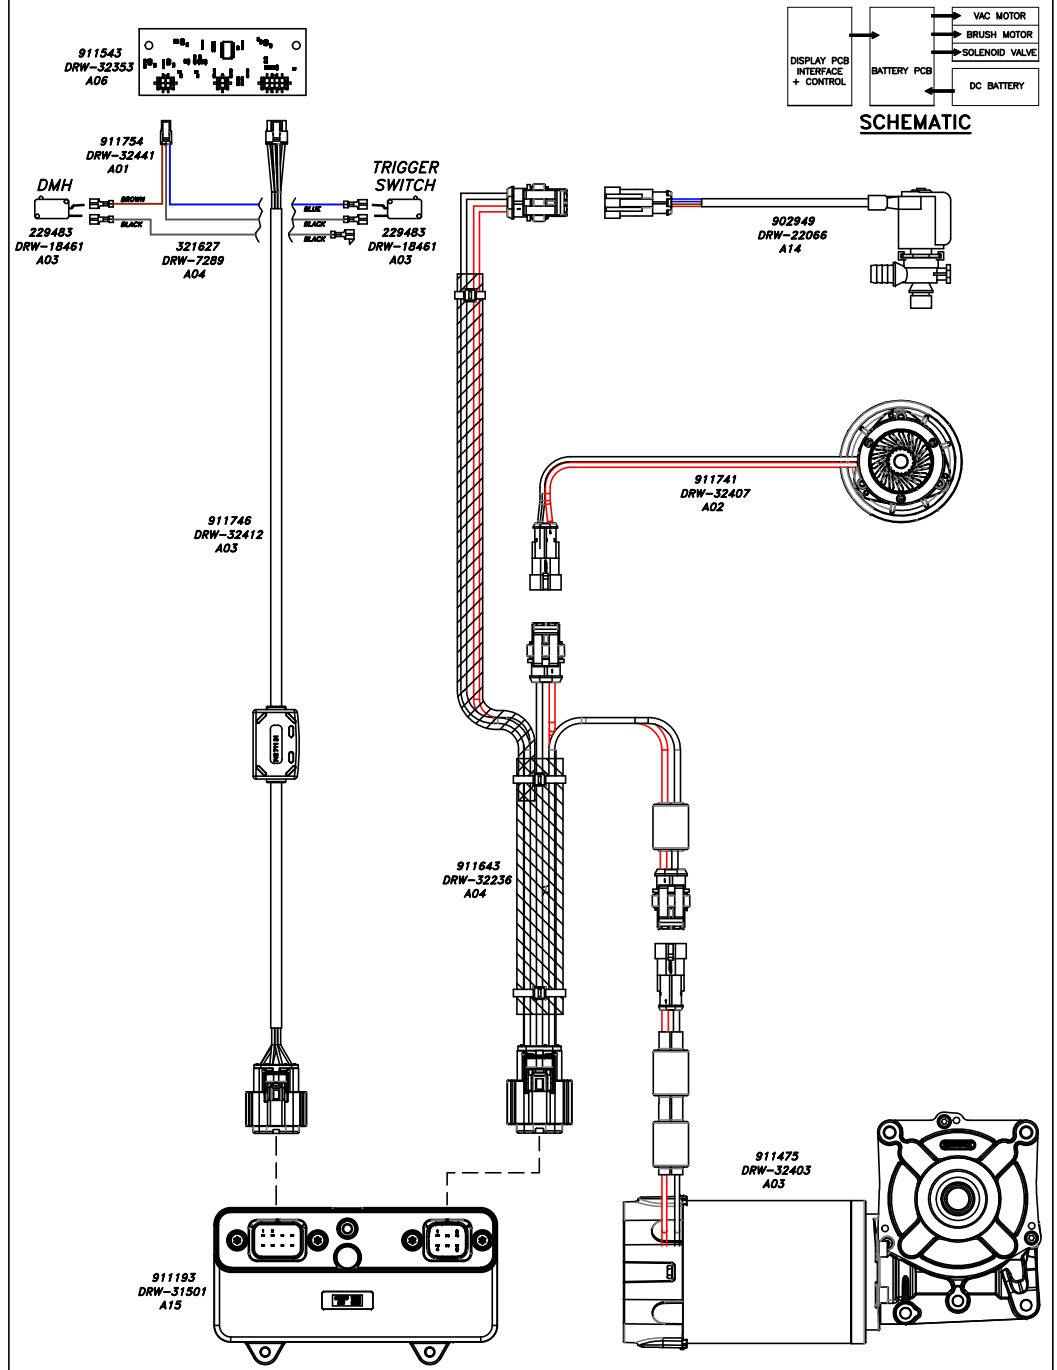 911543
DRW-32353
A06
DISPLAY PCB
INTERFACE
+ CONTROL
BATTERY PCB
VAC MOTOR
BRUSH MOTOR
SOLENOID VALVE
DC BATTERY
SCHEMATIC
911754
DRW-32441
A01
DMH
BROWN
BLACK
229483
DRW-18461
A03
321627
DRW-7289
A04
TRIGGER
SWITCH
BLUE
BLACK
BLACK
229483
DRW-18461
A03
902949
DRW-22066
A14
911741
DRW-32407
A02
911746
DRW-32412
A03
911643
DRW-32236
A04
911475
DRW-32403
A03
911193
DRW-31501
A15